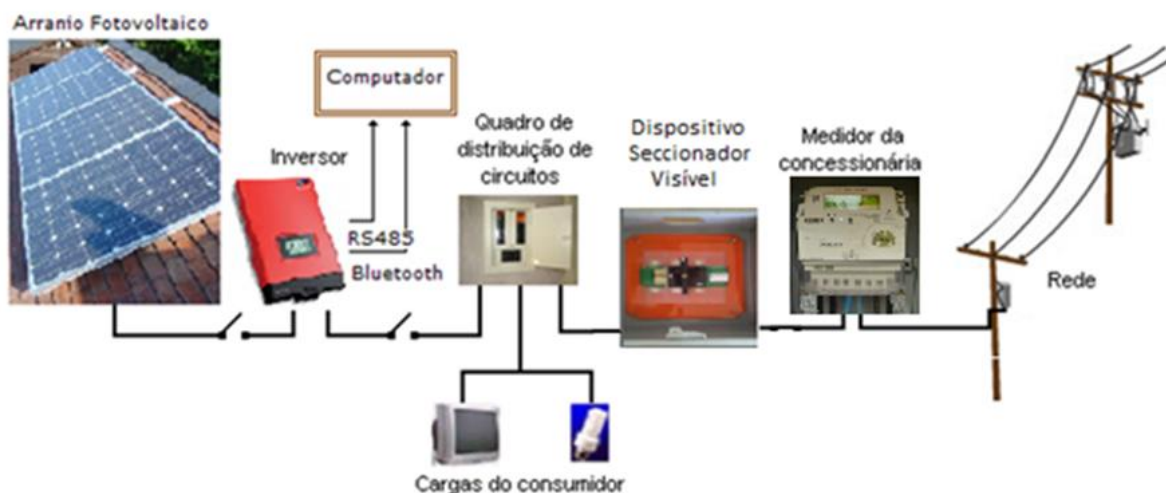 Arranio Fotovoltaico
Computador
Inversor
RS485
Bluetooth
Quadro de
distribuição de
circuitos
Dispositivo
Seccionador
Visível
Medidor da
concessionária
Rede
Cargas do consumidor